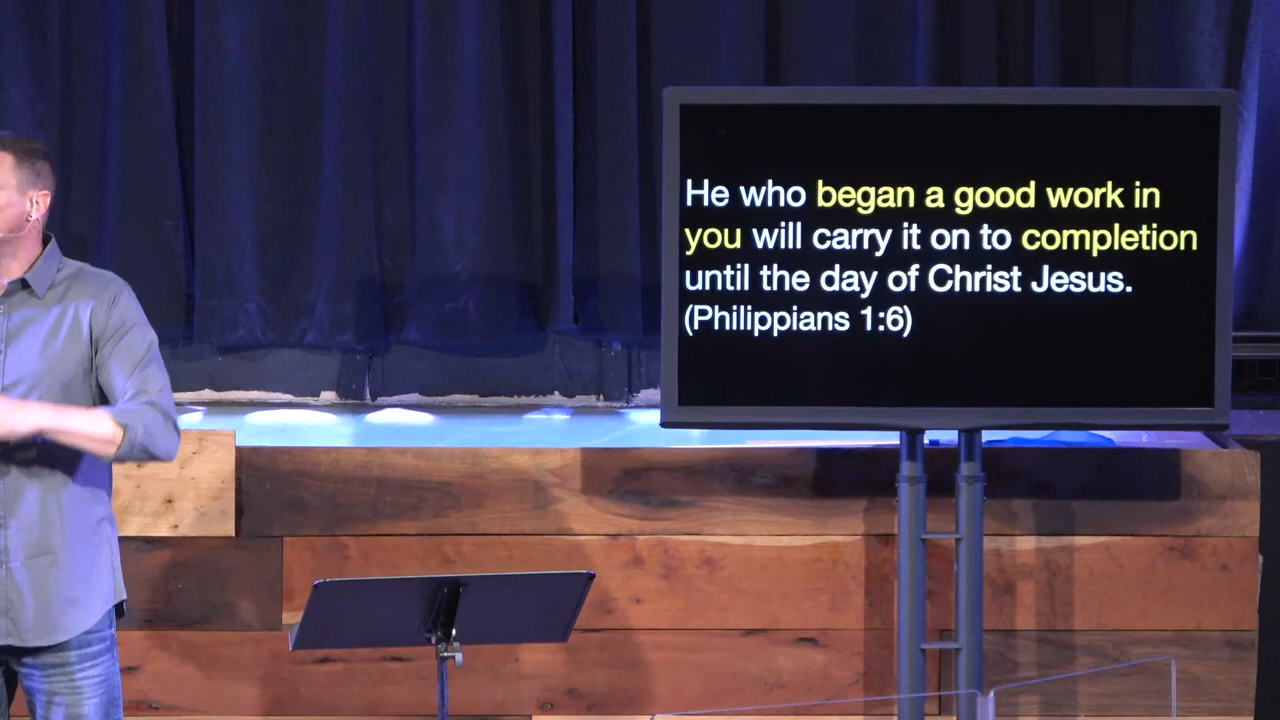 He who began a good work in
you will carry it on to completion
until the day of Christ Jesus.
(Philippians 1:6)